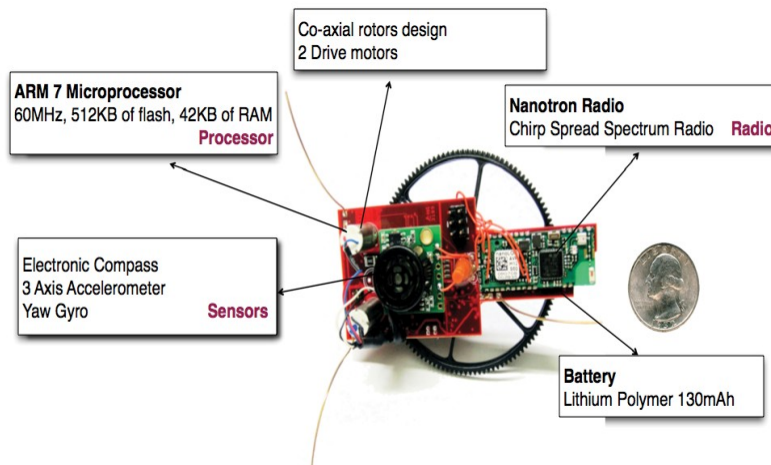 Co-axial rotors design
2 Drive motors
ARM 7 Microprocessor
60MHz, 512KB of flash, 42KB of RAM
Processor
Nanotron Radio
Chirp Spread Spectrum Radio Radio
Electronic Compass
3 Axis Accelerometer
Yaw Gyro Sensors
Battery
Lithium Polymer 130mAh